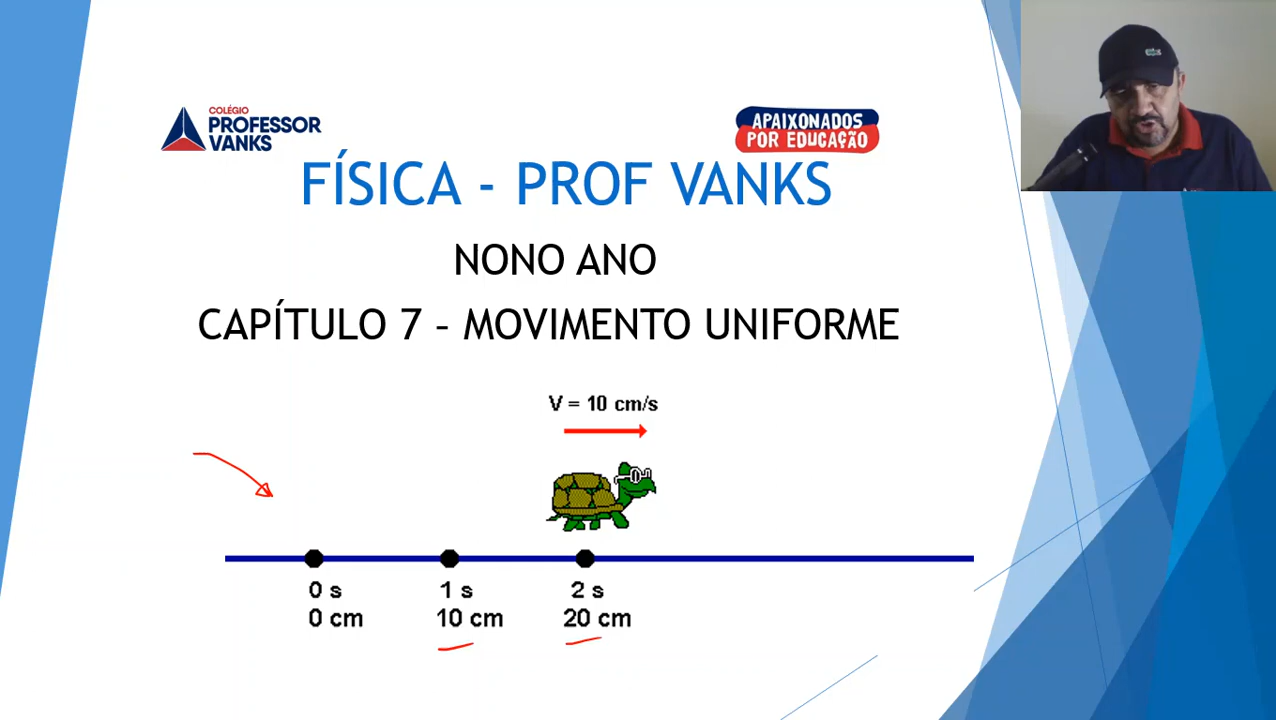 COLÉGIO
PROFESSOR
VANKS
APAIXONADOS
POR EDUCAÇÃO
FÍSICA - PROF VANKS
NONO ANO
CAPÍTULO 7 – MOVIMENTO UNIFORME
V = 10 cm/s
0 s
0 cm
1 s
10 cm
2 s
20 cm